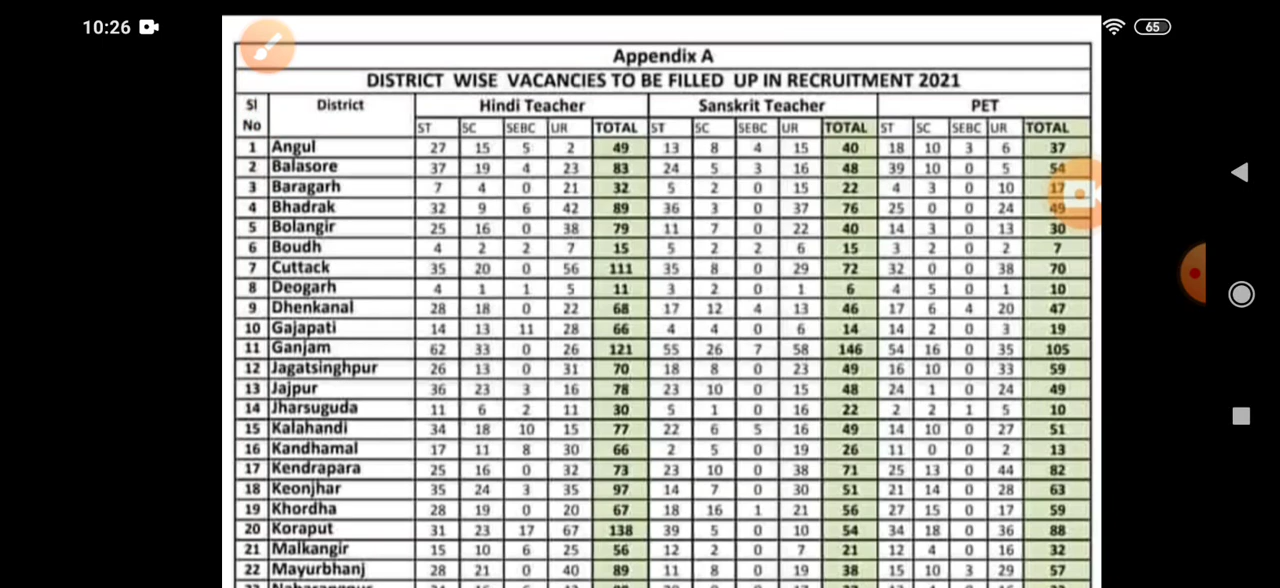 10:26
65
Appendix A
DISTRICT WISE VACANCIES TO BE FILLED UP IN RECRUITMENT 2021
Sl No District Hindi Teacher Sanskrit Teacher PET
ST SC SEBC UR TOTAL ST SC SEBC UR TOTAL ST SC SEBC UR TOTAL
1 Angul 27 15 5 2 49 13 8 4 15 40 18 10 3 6 37
2 Balasore 37 19 4 23 83 24 5 3 16 48 39 10 0 5 54
3 Baragarh 7 4 0 21 32 5 2 0 15 22 4 3 0 10 17
4 Bhadrak 32 9 6 42 89 36 3 0 37 76 25 0 0 24 49
5 Bolangir 25 16 0 38 79 11 7 0 22 40 14 3 0 13 30
6 Boudh 4 2 2 7 15 5 2 2 6 15 3 2 0 2 7
7 Cuttack 35 20 0 56 111 35 8 0 29 72 32 0 0 38 70
8 Deogarh 4 1 1 5 11 3 2 0 1 6 4 5 0 1 10
9 Dhenkanal 28 18 0 22 68 17 12 4 13 46 17 6 4 20 47
10 Gajapati 14 13 11 28 66 4 4 0 6 14 14 2 0 3 19
11 Ganjam 62 33 0 26 121 55 26 7 58 146 54 16 0 35 105
12 Jagatsinghpur 26 13 0 31 70 18 8 0 23 49 16 10 0 33 59
13 Jajpur 36 23 3 16 78 23 10 0 15 48 24 1 0 24 49
14 Jharsuguda 11 6 2 11 30 5 1 0 16 22 2 2 1 5 10
15 Kalahandi 34 18 10 15 77 22 6 5 16 49 14 10 0 27 51
16 Kandhamal 17 11 8 30 66 2 5 0 19 26 11 0 0 2 13
17 Kendrapara 25 16 0 32 73 23 10 0 38 71 25 13 0 44 82
18 Keonjhar 35 24 3 35 97 14 7 0 30 51 21 14 0 28 63
19 Khordha 28 19 0 20 67 18 16 1 21 56 27 15 0 17 59
20 Koraput 31 23 17 67 138 39 5 0 10 54 34 18 0 36 88
21 Malkangir 15 10 6 25 56 12 2 0 7 21 12 4 0 16 32
22 Mayurbhanj 28 21 0 40 89 11 8 0 19 38 15 10 3 29 57